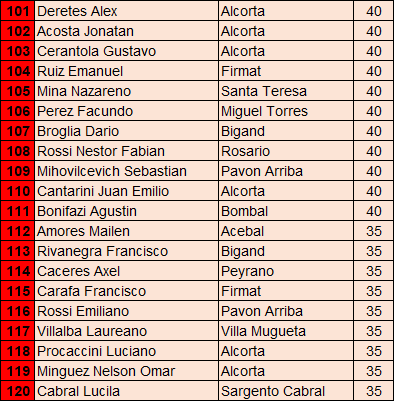 101 Deretes Alex Alcorta 40
102 Acosta Jonatan Alcorta 40
103 Cerantola Gustavo Alcorta 40
104 Ruiz Emanuel Firmat 40
105 Mina Nazareno Santa Teresa 40
106 Perez Facundo Miguel Torres 40
107 Broglia Dario Bigand 40
108 Rossi Nestor Fabian Rosario 40
109 Mihovilcevich Sebastian Pavon Arriba 40
110 Cantarini Juan Emilio Alcorta 40
111 Bonifazi Agustin Bombal 40
112 Amores Mailen Acebal 35
113 Rivanegra Francisco Bigand 35
114 Caceres Axel Peyrano 35
115 Carafa Francisco Firmat 35
116 Rossi Emiliano Pavon Arriba 35
117 Villalba Laureano Villa Mugueta 35
118 Procaccini Luciano Alcorta 35
119 Minguez Nelson Omar Alcorta 35
120 Cabral Lucila Sargento Cabral 35